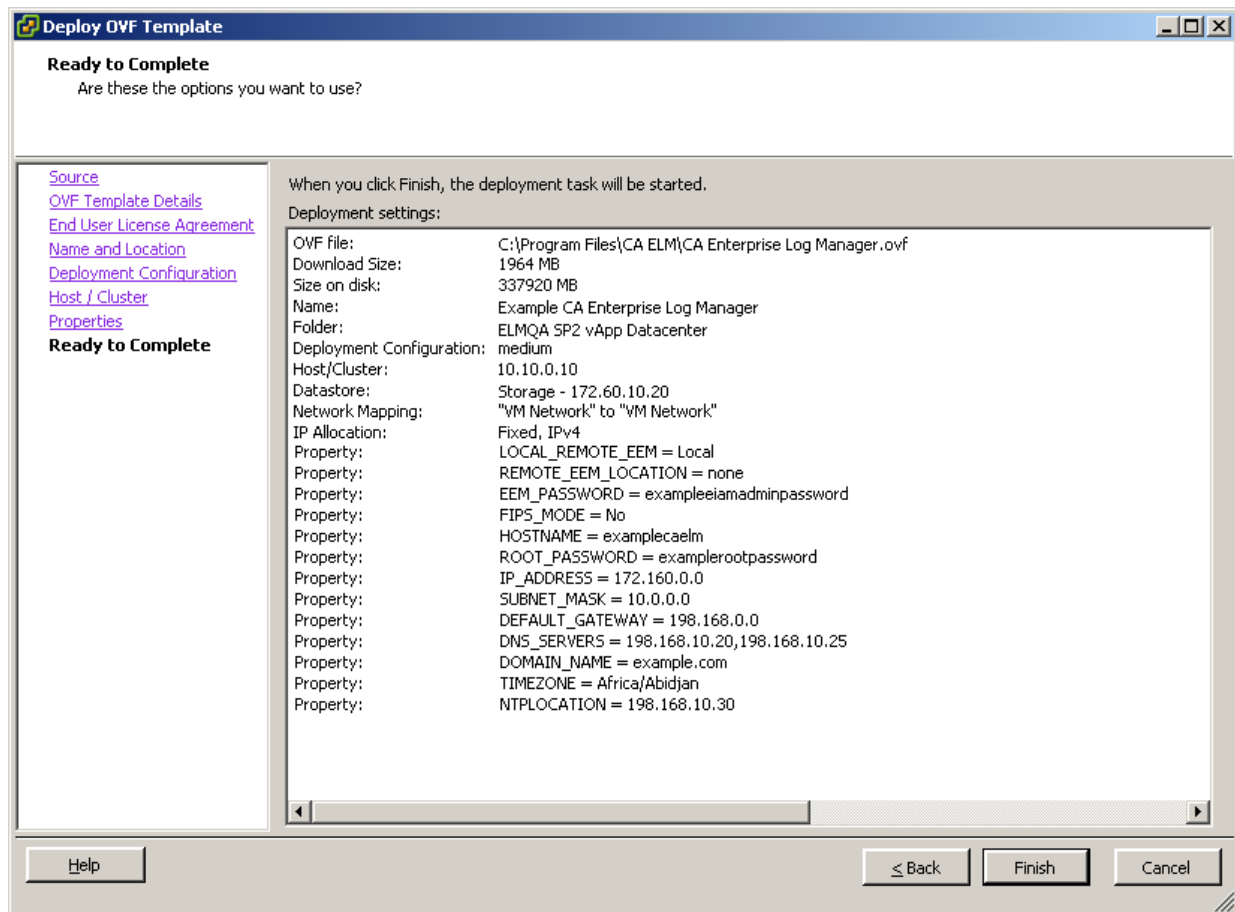 Deploy OVF Template
Ready to Complete
Are these the options you want to use?
Source
OVF Template Details
End User License Agreement
Name and Location
Deployment Configuration
Host / Cluster
Properties
Ready to Complete
When you click Finish, the deployment task will be started.
Deployment settings:
OVF file: C:\Program Files\CA ELM\CA Enterprise Log Manager.ovf
Download Size: 1964 MB
Size on disk: 337920 MB
Name: Example CA Enterprise Log Manager
Folder: ELMQA SP2 vApp Datacenter
Deployment Configuration: medium
Host/Cluster: 10.10.0.10
Datastore: Storage - 172.60.10.20
Network Mapping: "VM Network" to "VM Network"
IP Allocation: Fixed, IPv4
Property: LOCAL_REMOTE_EEM = Local
Property: REMOTE_EEM_LOCATION = none
Property: EEM_PASSWORD = exampleeiamadminpassword
Property: FIPS_MODE = No
Property: HOSTNAME = examplecaelm
Property: ROOT_PASSWORD = examplerootpassword
Property: IP_ADDRESS = 172.160.0.0
Property: SUBNET_MASK = 10.0.0.0
Property: DEFAULT_GATEWAY = 198.168.0.0
Property: DNS_SERVERS = 198.168.10.20,198.168.10.25
Property: DOMAIN_NAME = example.com
Property: TIMEZONE = Africa/Abidjan
Property: NTPLOCATION = 198.168.10.30
Help
< Back
Finish
Cancel